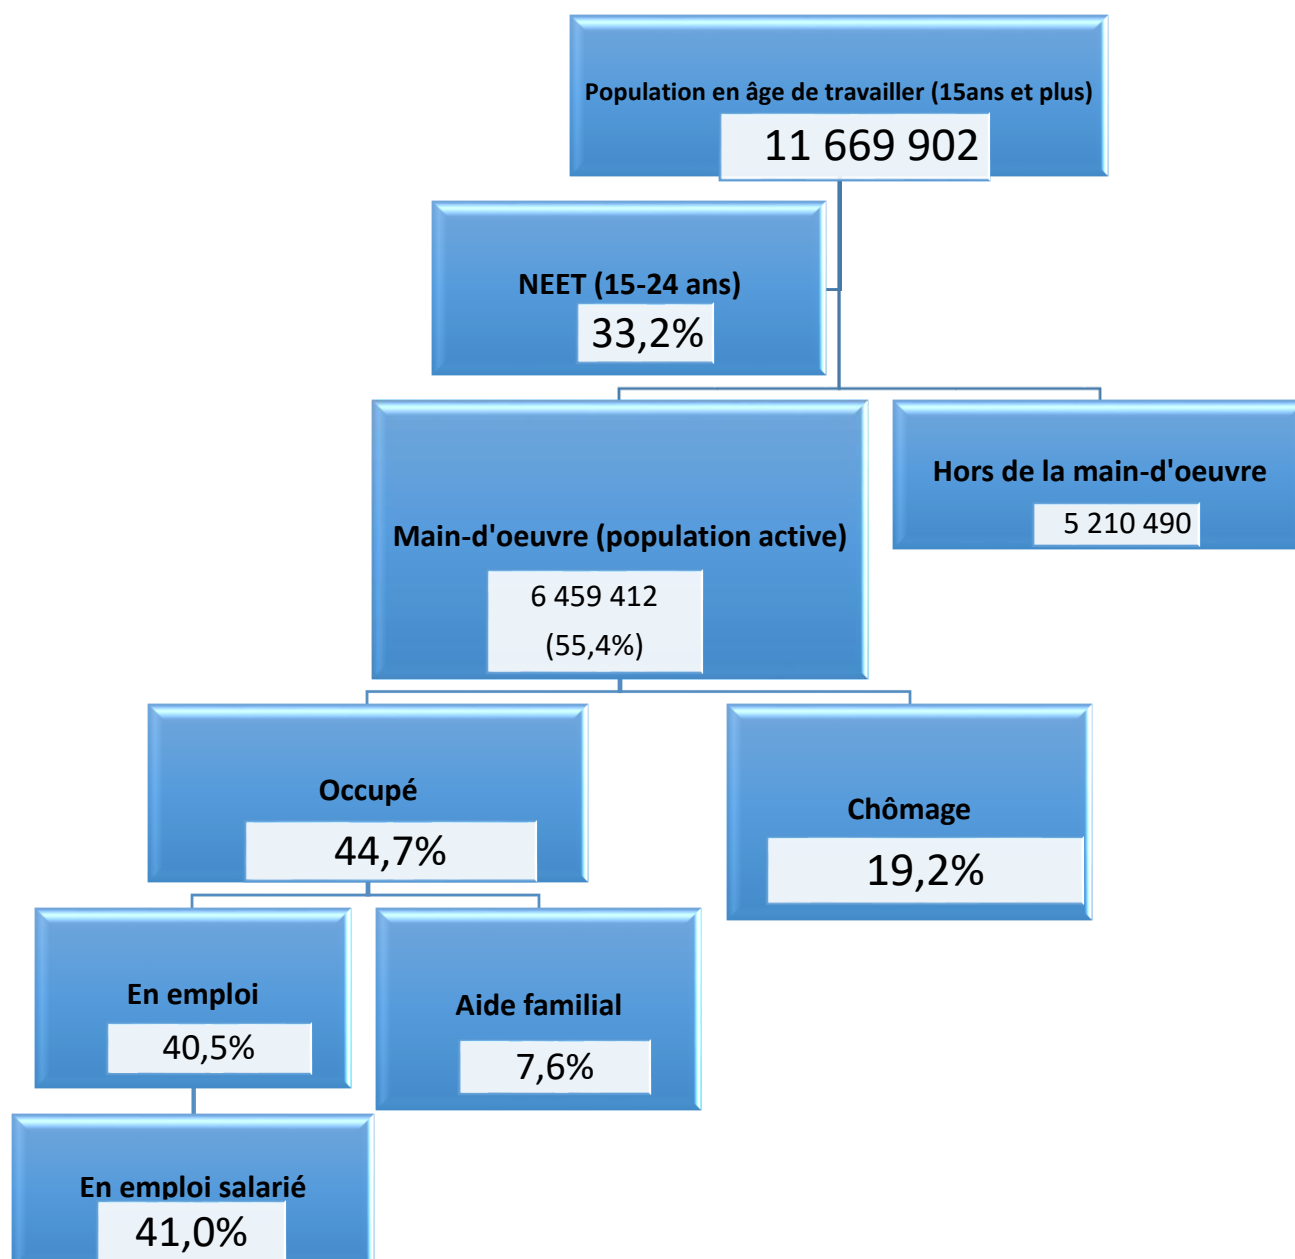 Population en âge de travailler (15ans et plus)
11 669 902
NEET (15-24 ans)
33,2%
Main-d'oeuvre (population active)
6 459 412
(55,4%)
Hors de la main-d'oeuvre
5 210 490
Occupé
44,7%
Chômage
19,2%
En emploi
40,5%
Aide familial
7,6%
En emploi salarié
41,0%